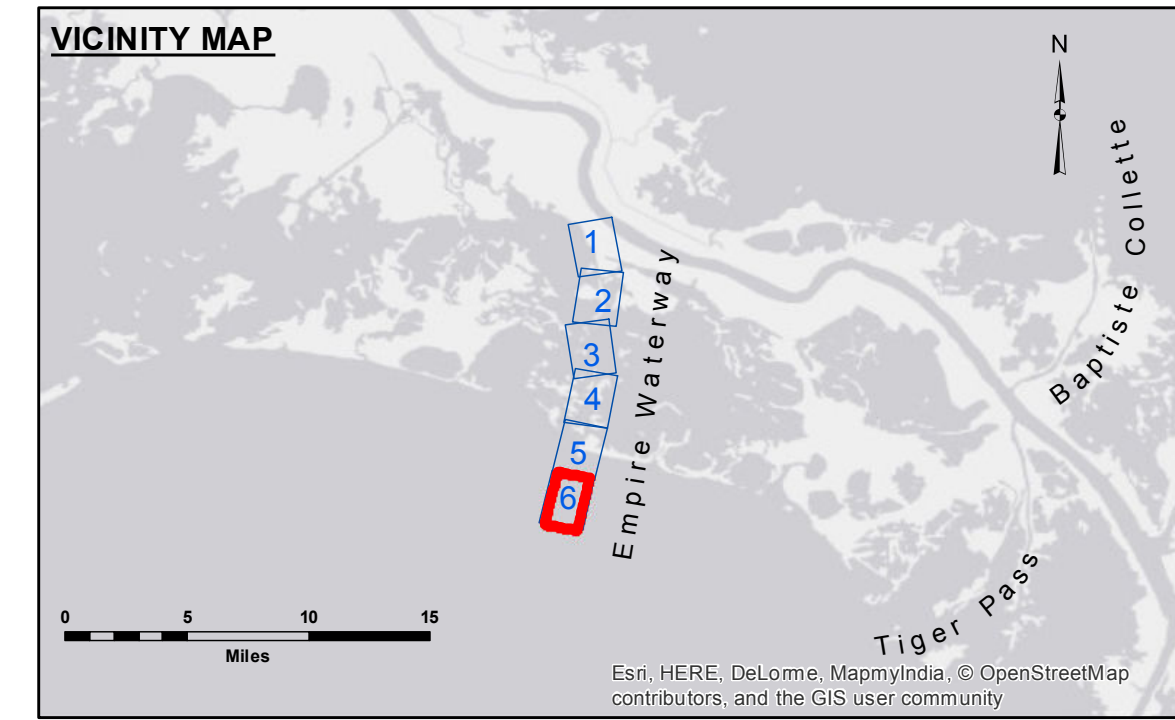 VICINITY MAP
N
Baptiste Collette
1
2
3
4
5
6
Empire Waterway
Tiger Pass
0 5 10 15
Miles
Esri, HERE, DeLorme, MapmyIndia, © OpenStreetMap
contributors, and the GIS user community